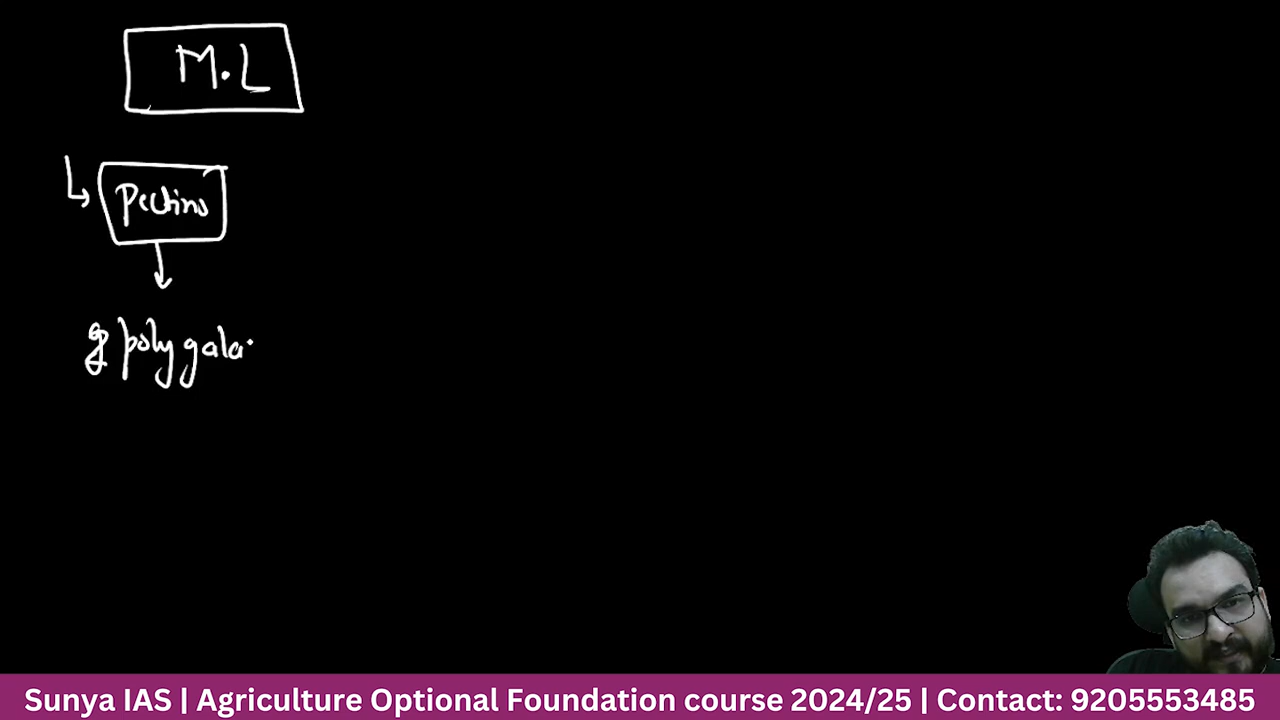 M.L
Pectins
polygala
Sunya IAS | Agriculture Optional Foundation course 2024/25 | Contact: 9205553485